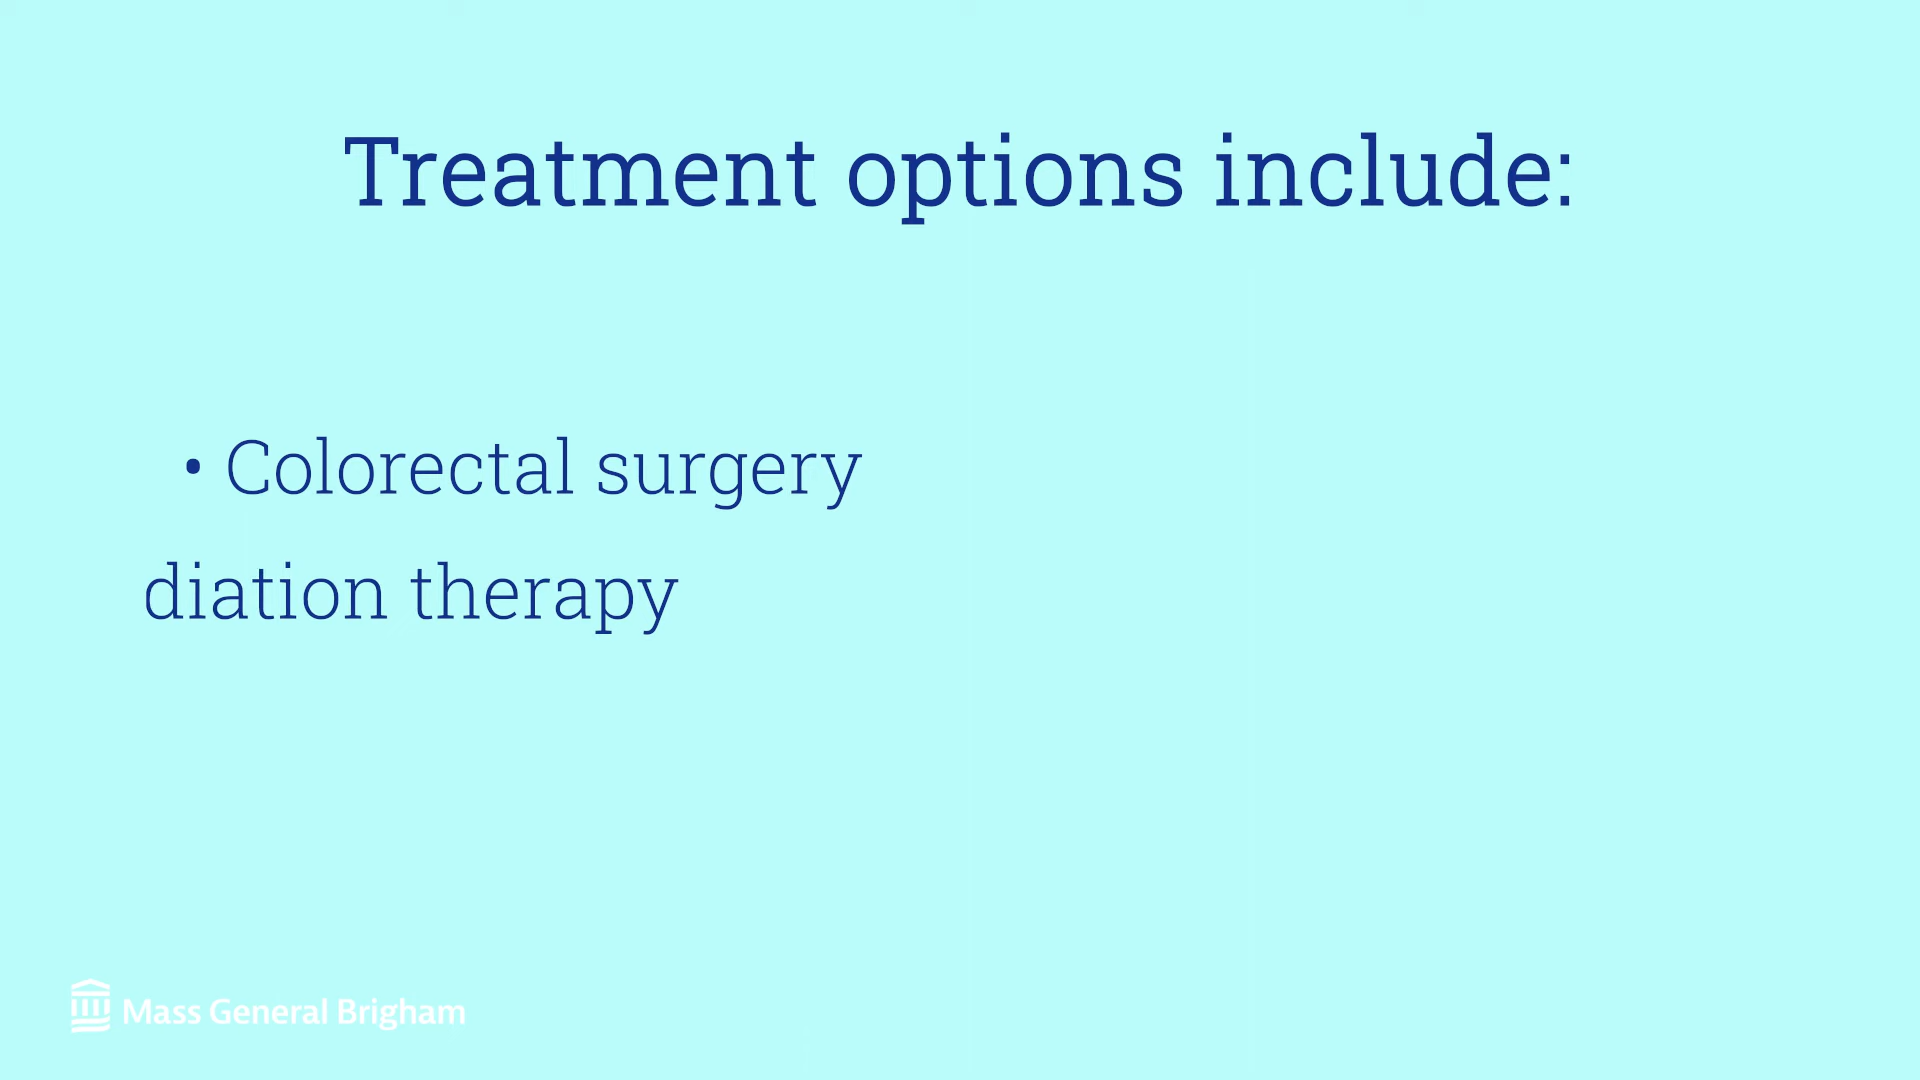 Treatment options include:
• Colorectal surgery
diation therapy
Mass General Brigham